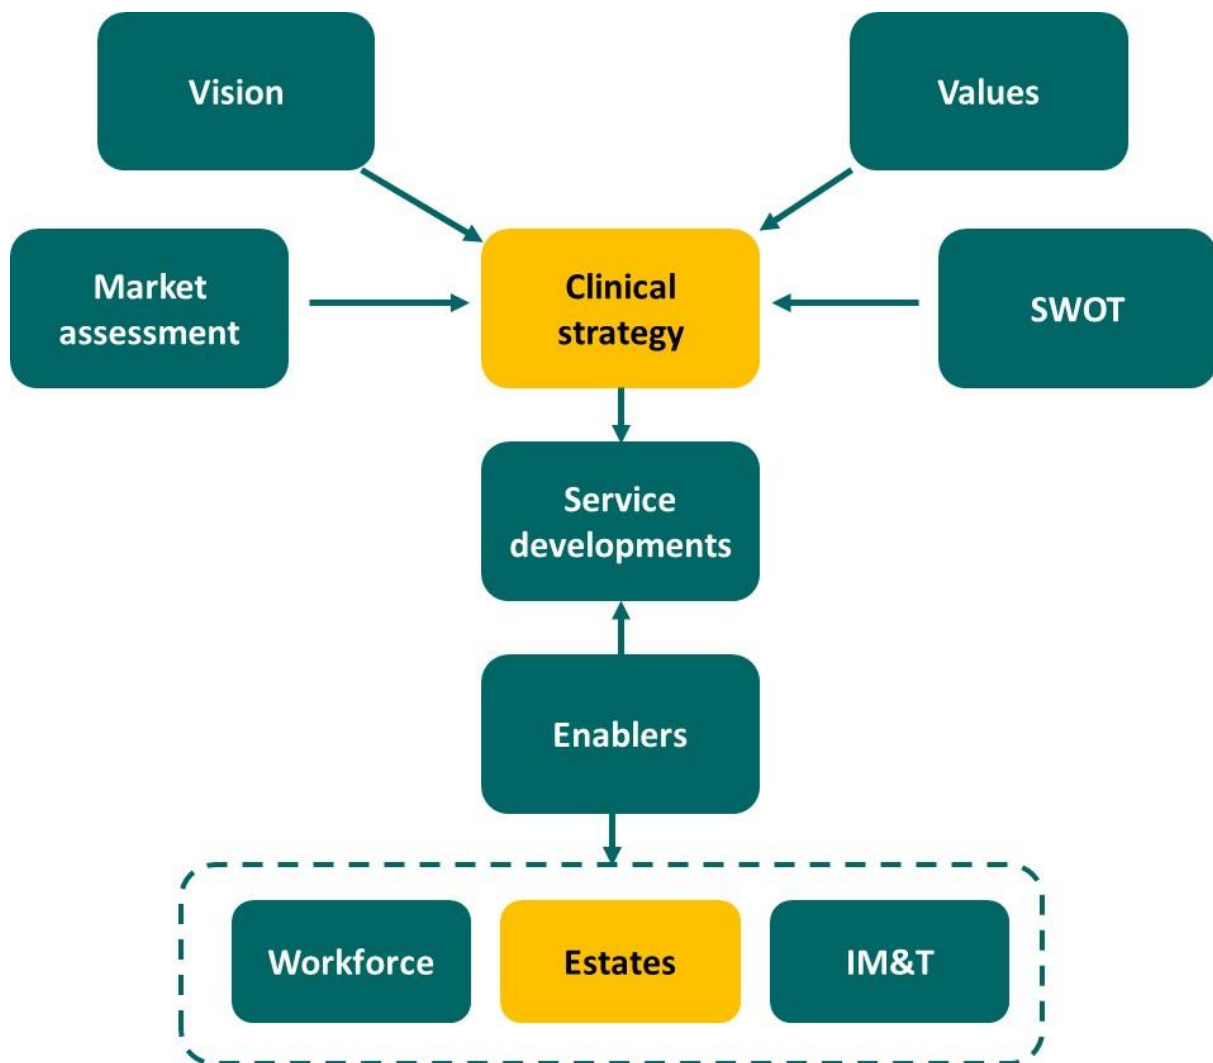 Vision
Values
Market
assessment
Clinical
strategy
SWOT
Service
developments
Enablers
Workforce
Estates
IM&T